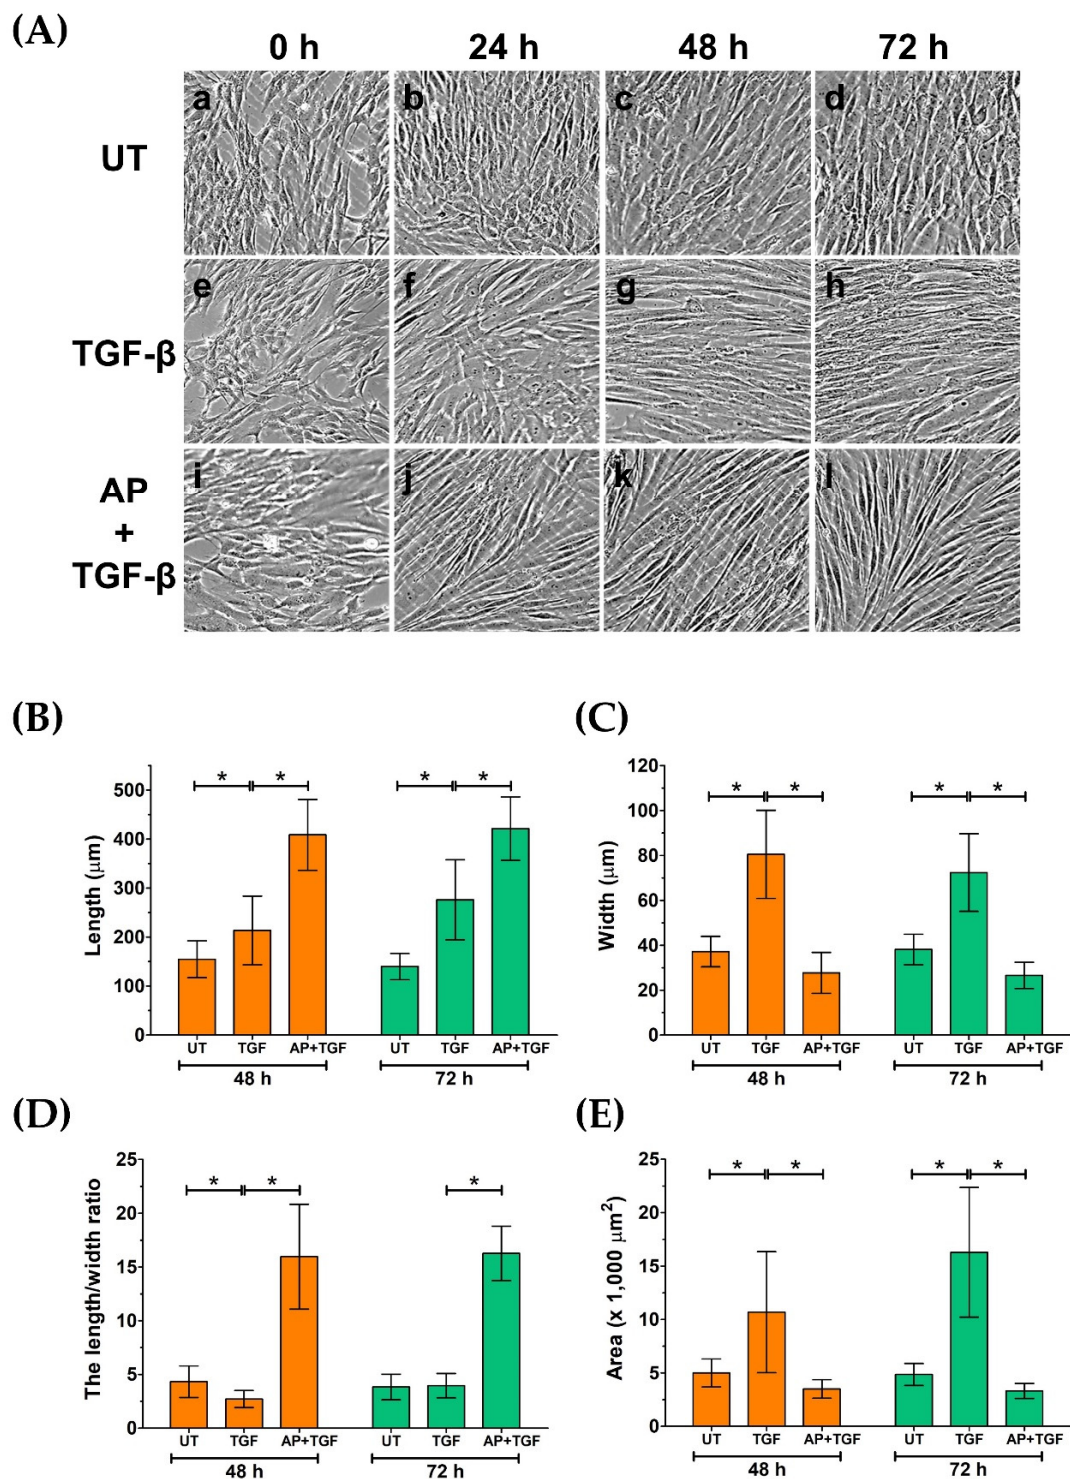 (A)
0 h 24 h 48 h 72 h
UT
a b c d
TGF-β
e f g h
AP
+
TGF-β
i j k l
(B)
Length (μm)
500
400
300
200
100
0
* * * *
UT TGF AP+TGF UT TGF AP+TGF
48 h 72 h
(C)
Width (μm)
120
100
80
60
40
20
0
* * * *
UT TGF AP+TGF UT TGF AP+TGF
48 h 72 h
(D)
The length/width ratio
25
20
15
10
5
0
* * *
UT TGF AP+TGF UT TGF AP+TGF
48 h 72 h
(E)
Area (x 1,000 μm²)
25
20
15
10
5
0
* * * *
UT TGF AP+TGF UT TGF AP+TGF
48 h 72 h